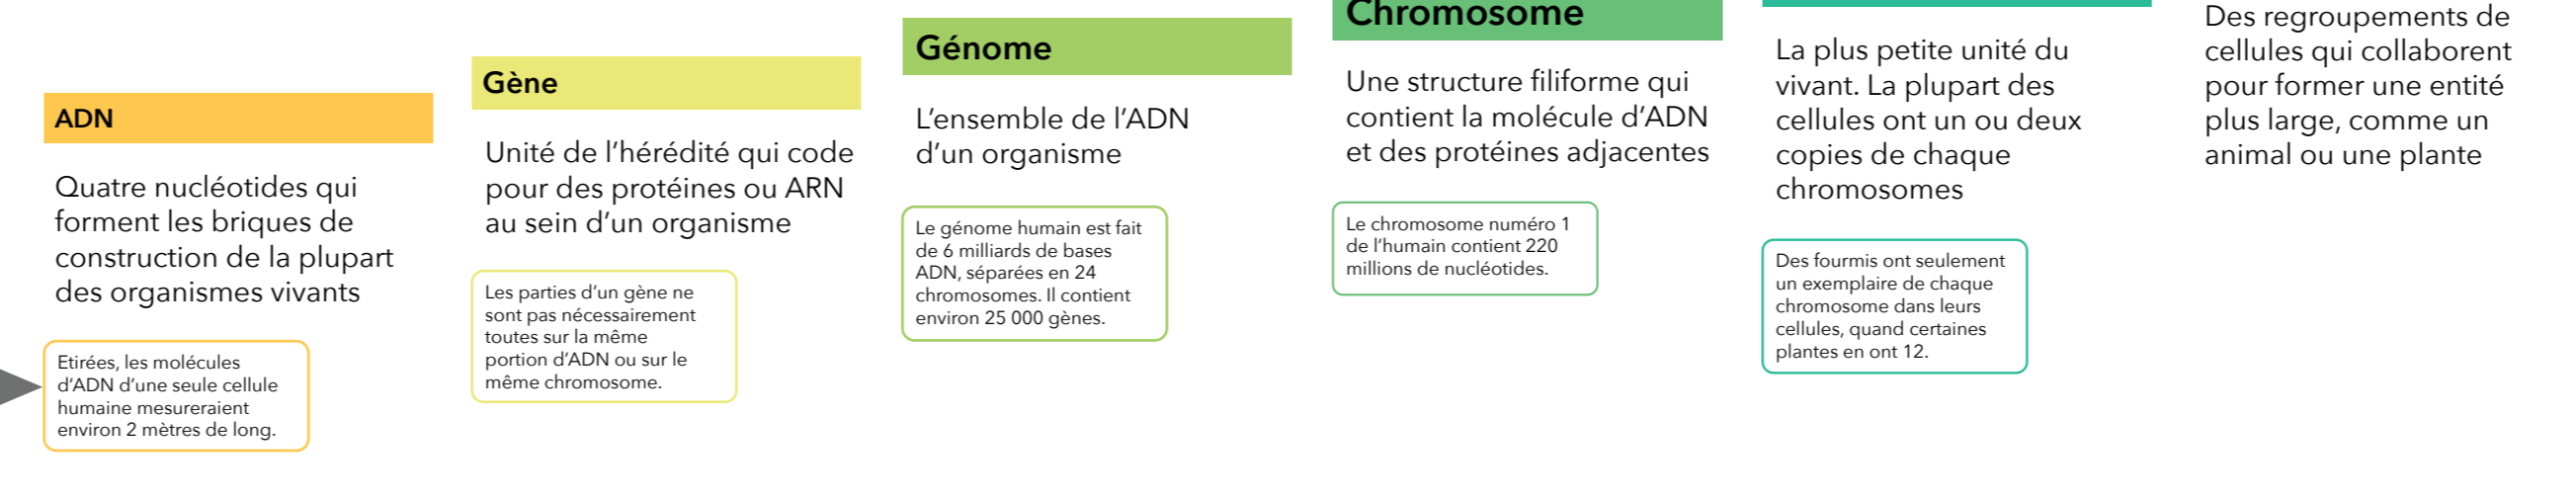 ADN
Quatre nucléotides qui
forment les briques de
construction de la plupart
des organismes vivants
Etirées, les molécules
d’ADN d’une seule cellule
humaine mesureraient
environ 2 mètres de long.
Gène
Unité de l’hérédité qui code
pour des protéines ou ARN
au sein d’un organisme
Les parties d’un gène ne
sont pas nécessairement
toutes sur la même
portion d’ADN ou sur le
même chromosome.
Génome
L’ensemble de l’ADN
d’un organisme
Le génome humain est fait
de 6 milliards de bases
ADN, séparées en 24
chromosomes. Il contient
environ 25 000 gènes.
Chromosome
Une structure filiforme qui
contient la molécule d’ADN
et des protéines adjacentes
Le chromosome numéro 1
de l’humain contient 220
millions de nucléotides.
La plus petite unité du
vivant. La plupart des
cellules ont un ou deux
copies de chaque
chromosomes
Des fourmis ont seulement
un exemplaire de chaque
chromosome dans leurs
cellules, quand certaines
plantes en ont 12.
Des regroupements de
cellules qui collaborent
pour former une entité
plus large, comme un
animal ou une plante